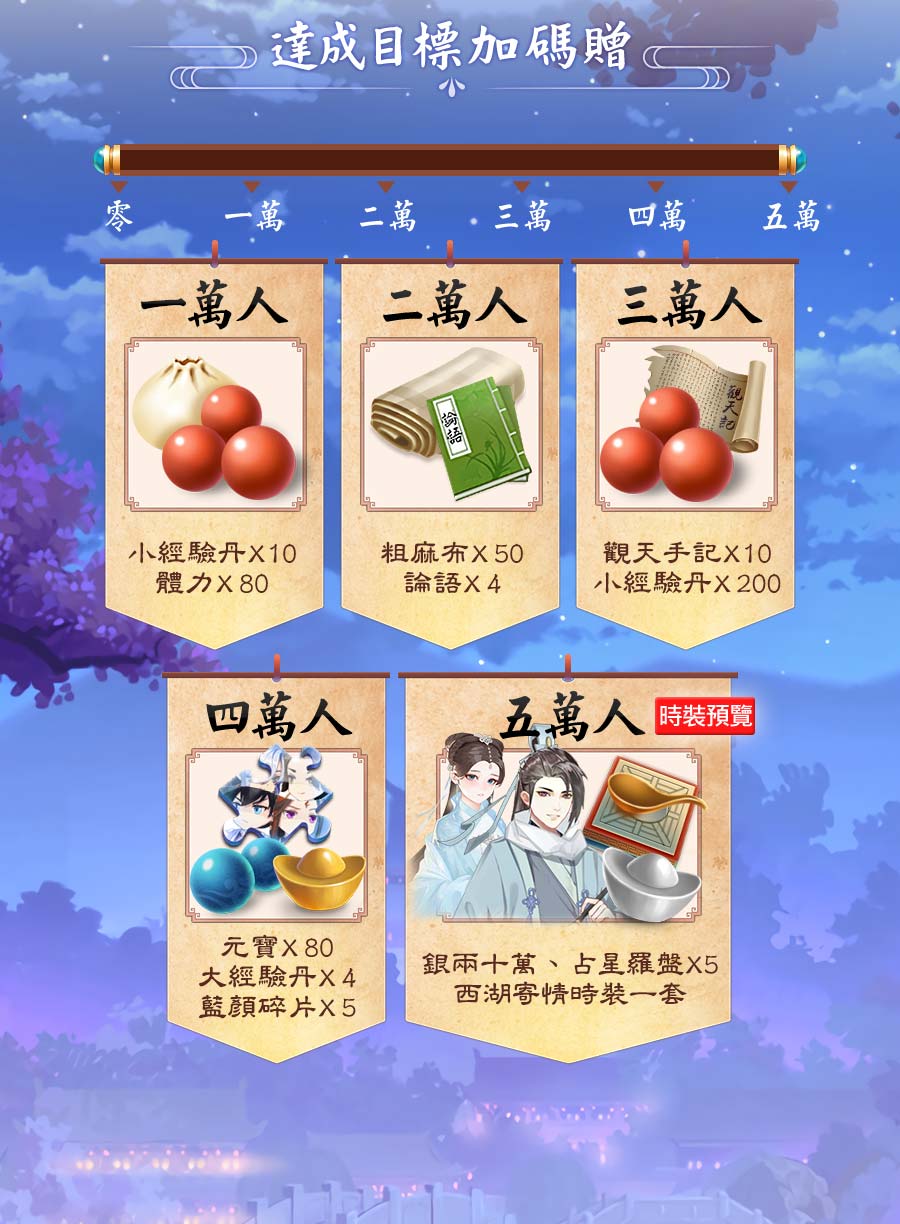 達成目標加碼贈
零 一萬 二萬 三萬 四萬 五萬
一萬人
小經驗丹X10
體力X80
二萬人
論語
粗麻布X50
論語X4
三萬人
觀天記
觀天手記X10
小經驗丹X200
四萬人
元寶X80
大經驗丹X4
藍顏碎片X5
五萬人
時裝預覽
銀兩十萬、占星羅盤X5
西湖寄情時裝一套